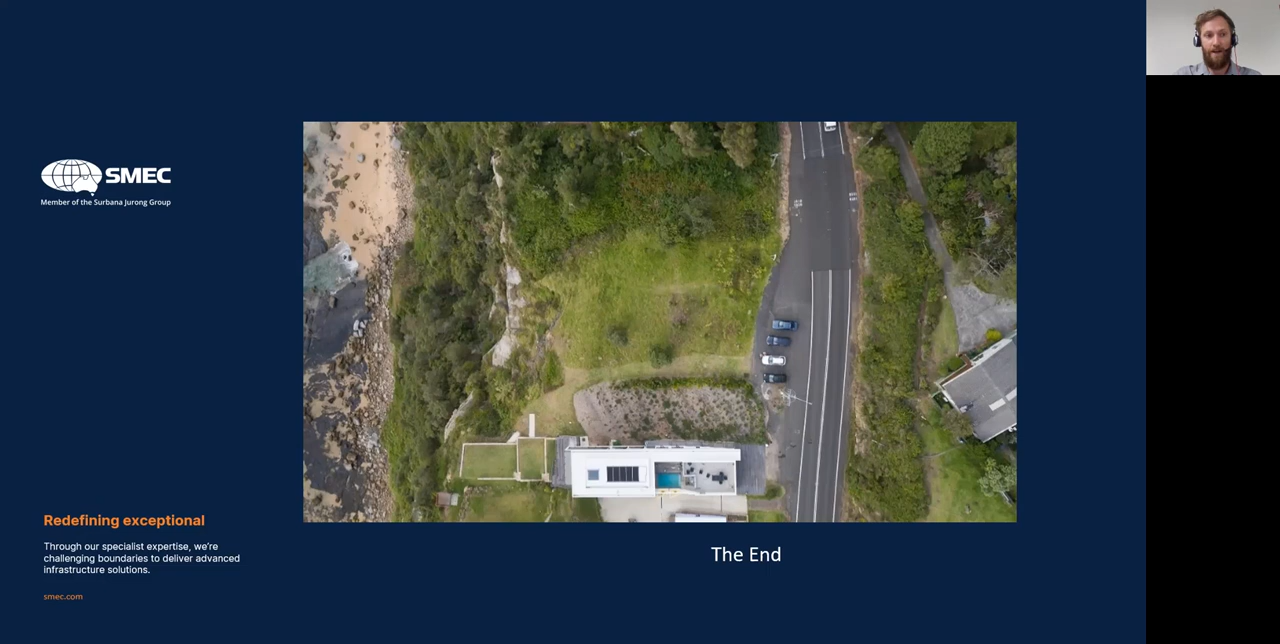 SMEC
Member of the Surbana Jurong Group
Redefining exceptional
Through our specialist expertise, we're
challenging boundaries to deliver advanced
infrastructure solutions.
smec.com
The End